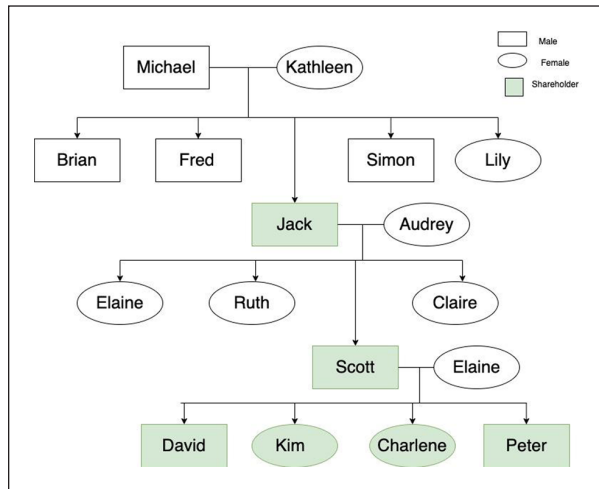 Male
Michael
Kathleen
Female
Shareholder
Brian
Fred
Simon
Lily
Jack
Audrey
Elaine
Ruth
Claire
Scott
Elaine
David
Kim
Charlene
Peter